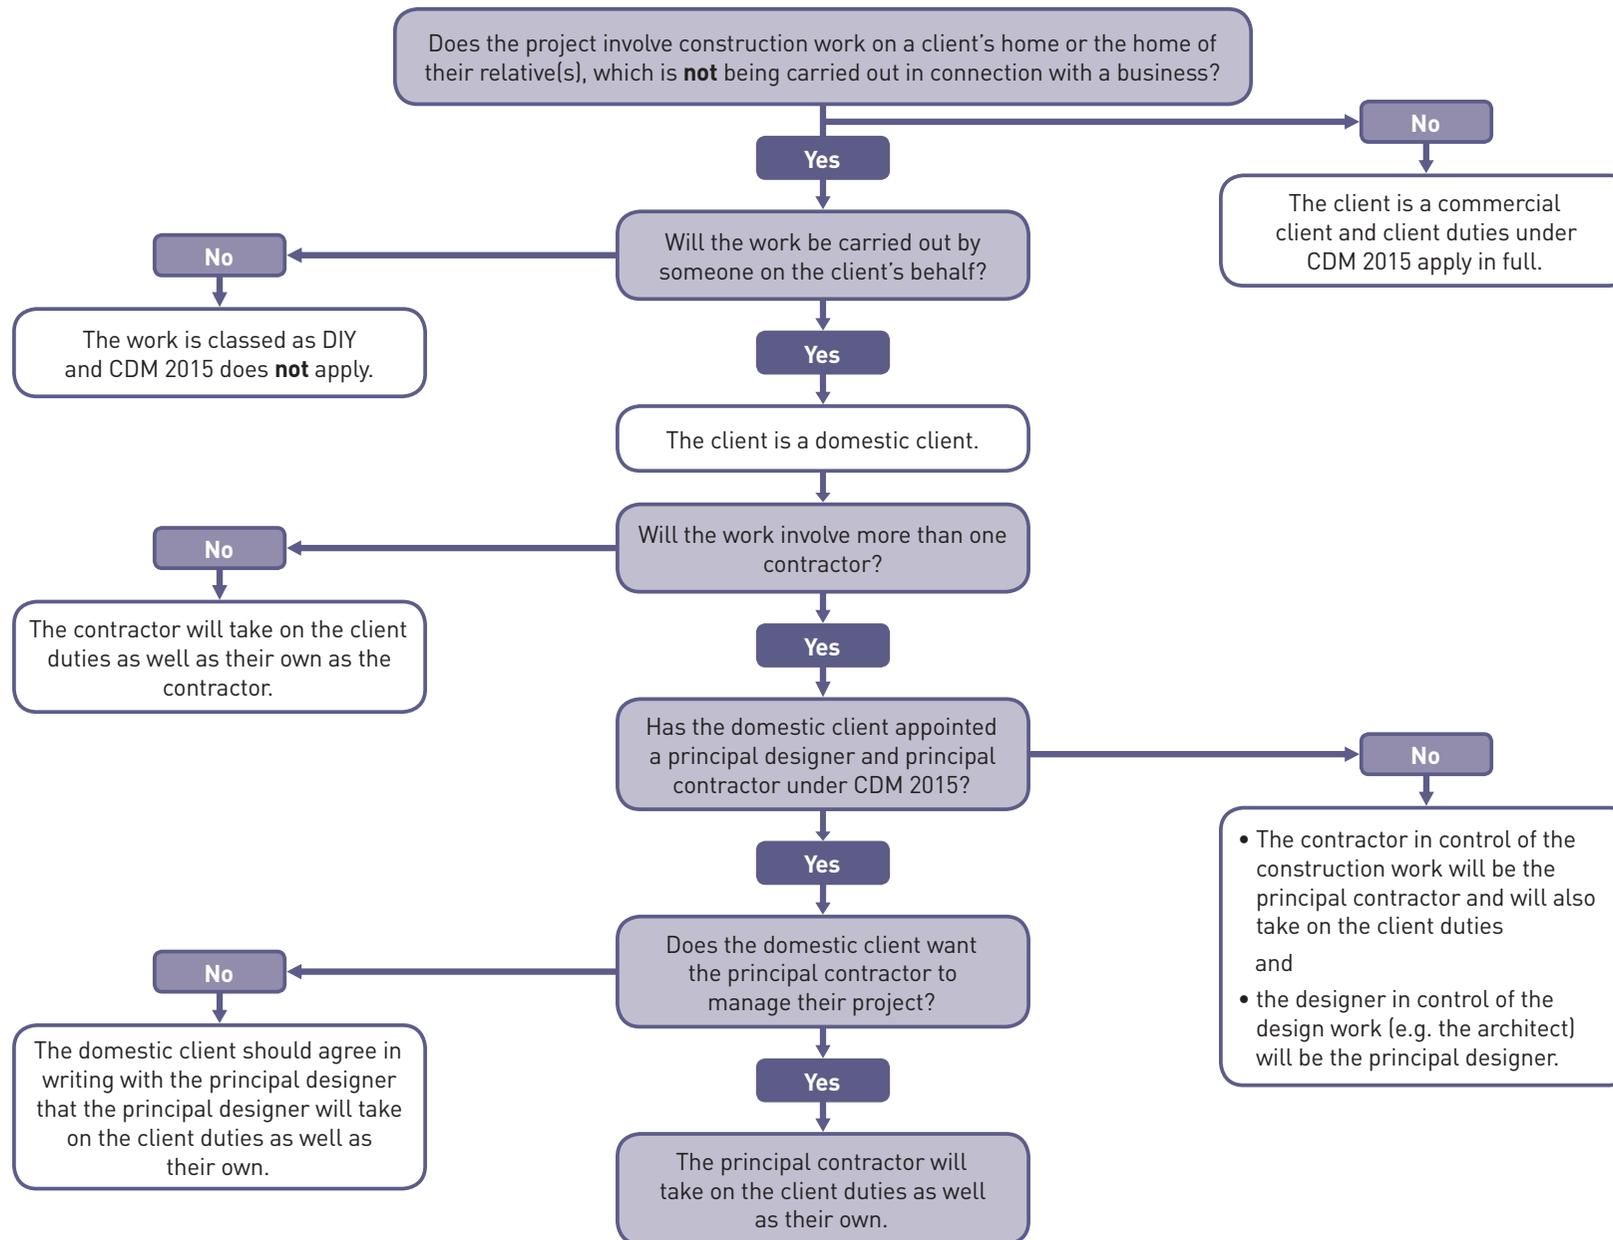 Does the project involve construction work on a client’s home or the home of
their relative(s), which is not being carried out in connection with a business?
No
Yes
The client is a commercial
client and client duties under
CDM 2015 apply in full.
Will the work be carried out by
someone on the client’s behalf?
No
The work is classed as DIY
and CDM 2015 does not apply.
Yes
The client is a domestic client.
Will the work involve more than one
contractor?
No
The contractor will take on the client
duties as well as their own as the
contractor.
Yes
Has the domestic client appointed
a principal designer and principal
contractor under CDM 2015?
No
• The contractor in control of the
construction work will be the
principal contractor and will also
take on the client duties
and
• the designer in control of the
design work (e.g. the architect)
will be the principal designer.
Yes
Does the domestic client want
the principal contractor to
manage their project?
No
The domestic client should agree in
writing with the principal designer
that the principal designer will take
on the client duties as well as
their own.
Yes
The principal contractor will
take on the client duties as well
as their own.